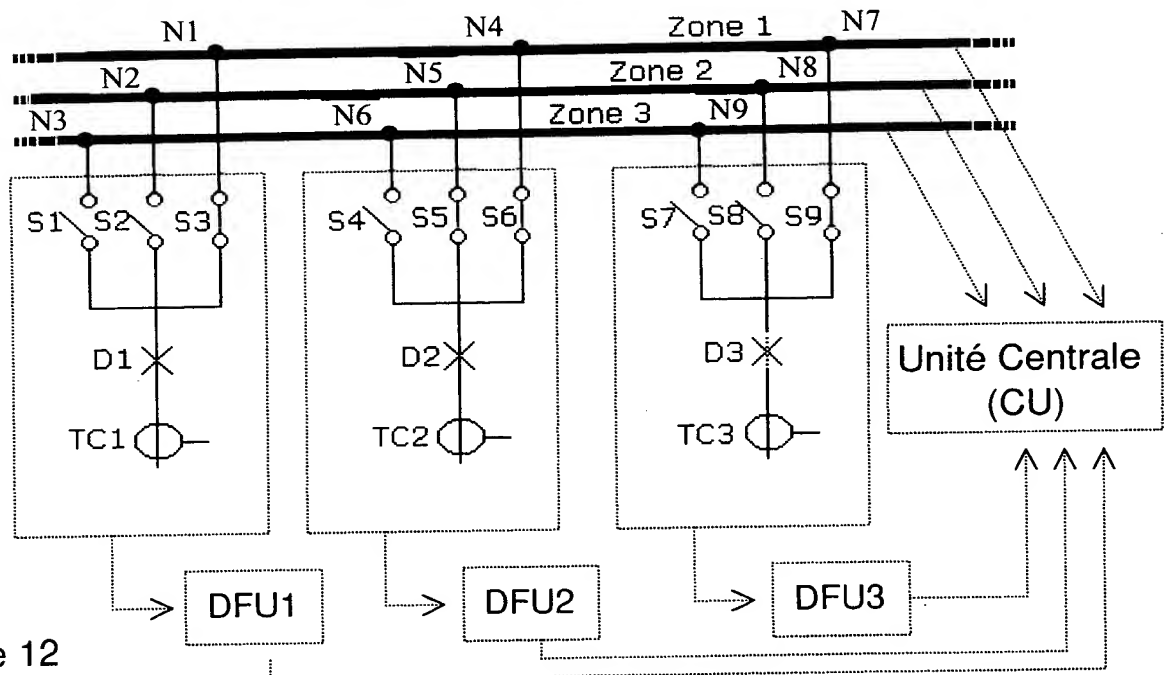 N1 N4 Zone 1 N7
N2 N5 Zone 2 N8
N3 N6 Zone 3 N9
S1 S2 S3 S4 S5 S6 S7 S8 S9
D1 D2 D3
Unité Centrale
(CU)
TC1 TC2 TC3
DFU1 DFU2 DFU3
e 12